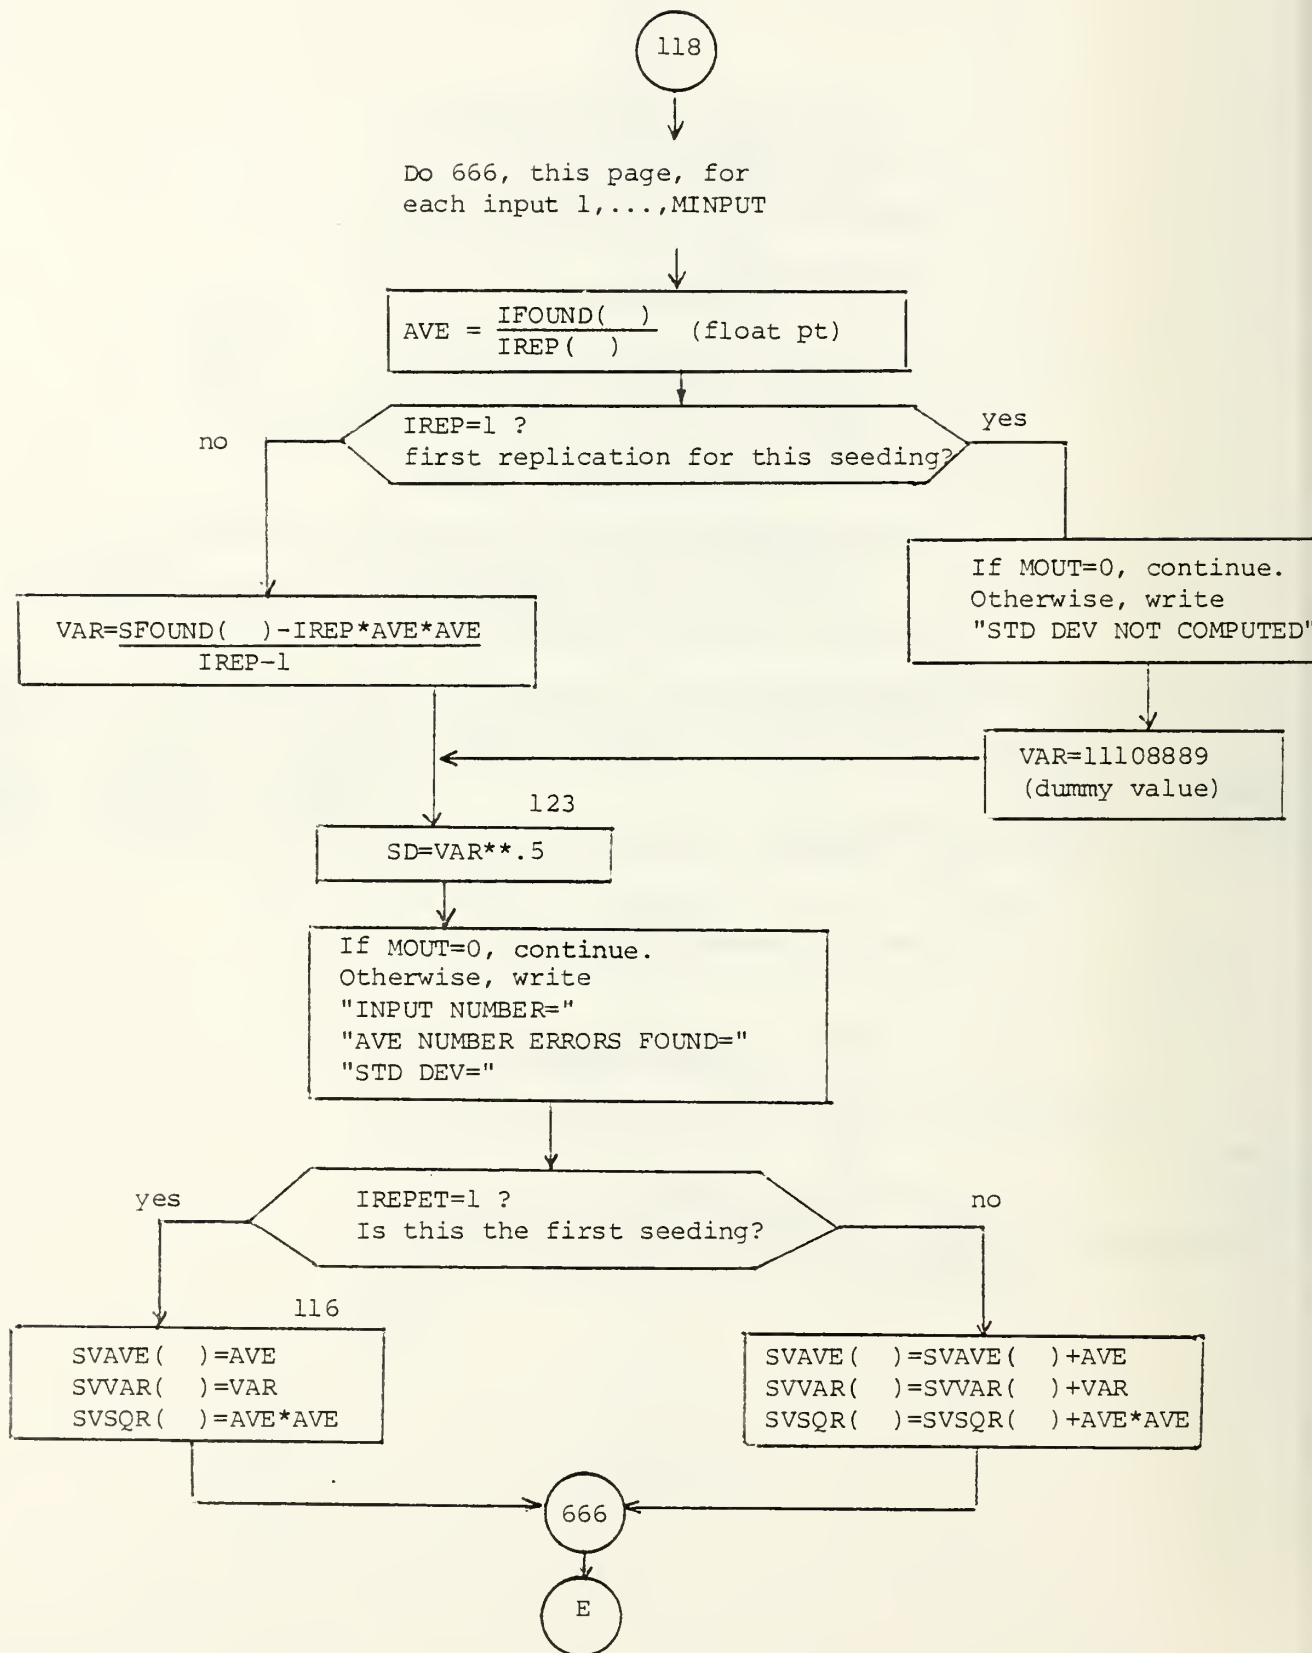 118
Do 666, this page, for
each input 1,...,MINPUT
AVE = IFOUND(  )
IREP(  )
(float pt)
IREP=1 ?
first replication for this seeding?
no
yes
If MOUT=0, continue.
Otherwise, write
"STD DEV NOT COMPUTED"
VAR=SFOUND(  )-IREP*AVE*AVE
IREP-1
VAR=11108889
(dummy value)
123
SD=VAR**.5
If MOUT=0, continue.
Otherwise, write
"INPUT NUMBER="
"AVE NUMBER ERRORS FOUND="
"STD DEV="
yes
IREPET=1 ?
Is this the first seeding?
no
116
SVAVE(  )=AVE
SVVAR(  )=VAR
SVSQR(  )=AVE*AVE
SVAVE(  )=SVAVE(  )+AVE
SVVAR(  )=SVVAR(  )+VAR
SVSQR(  )=SVSQR(  )+AVE*AVE
666
E